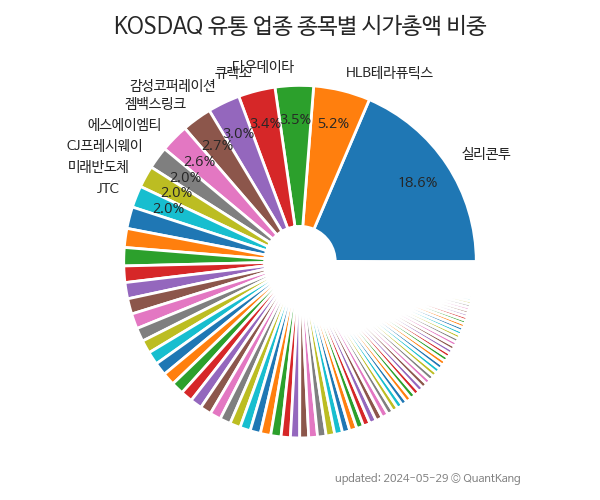 KOSDAQ 유통 업종 종목별 시가총액 비중
실리콘투
18.6%
HLB테라퓨틱스
5.2%
다우데이타
3.5%
큐렉소
3.4%
감성코퍼레이션
3.0%
젬백스링크
2.7%
에스에이엠티
2.6%
CJ프레시웨이
2.0%
미래반도체
2.0%
JTC
2.0%
updated: 2024-05-29 © QuantKang